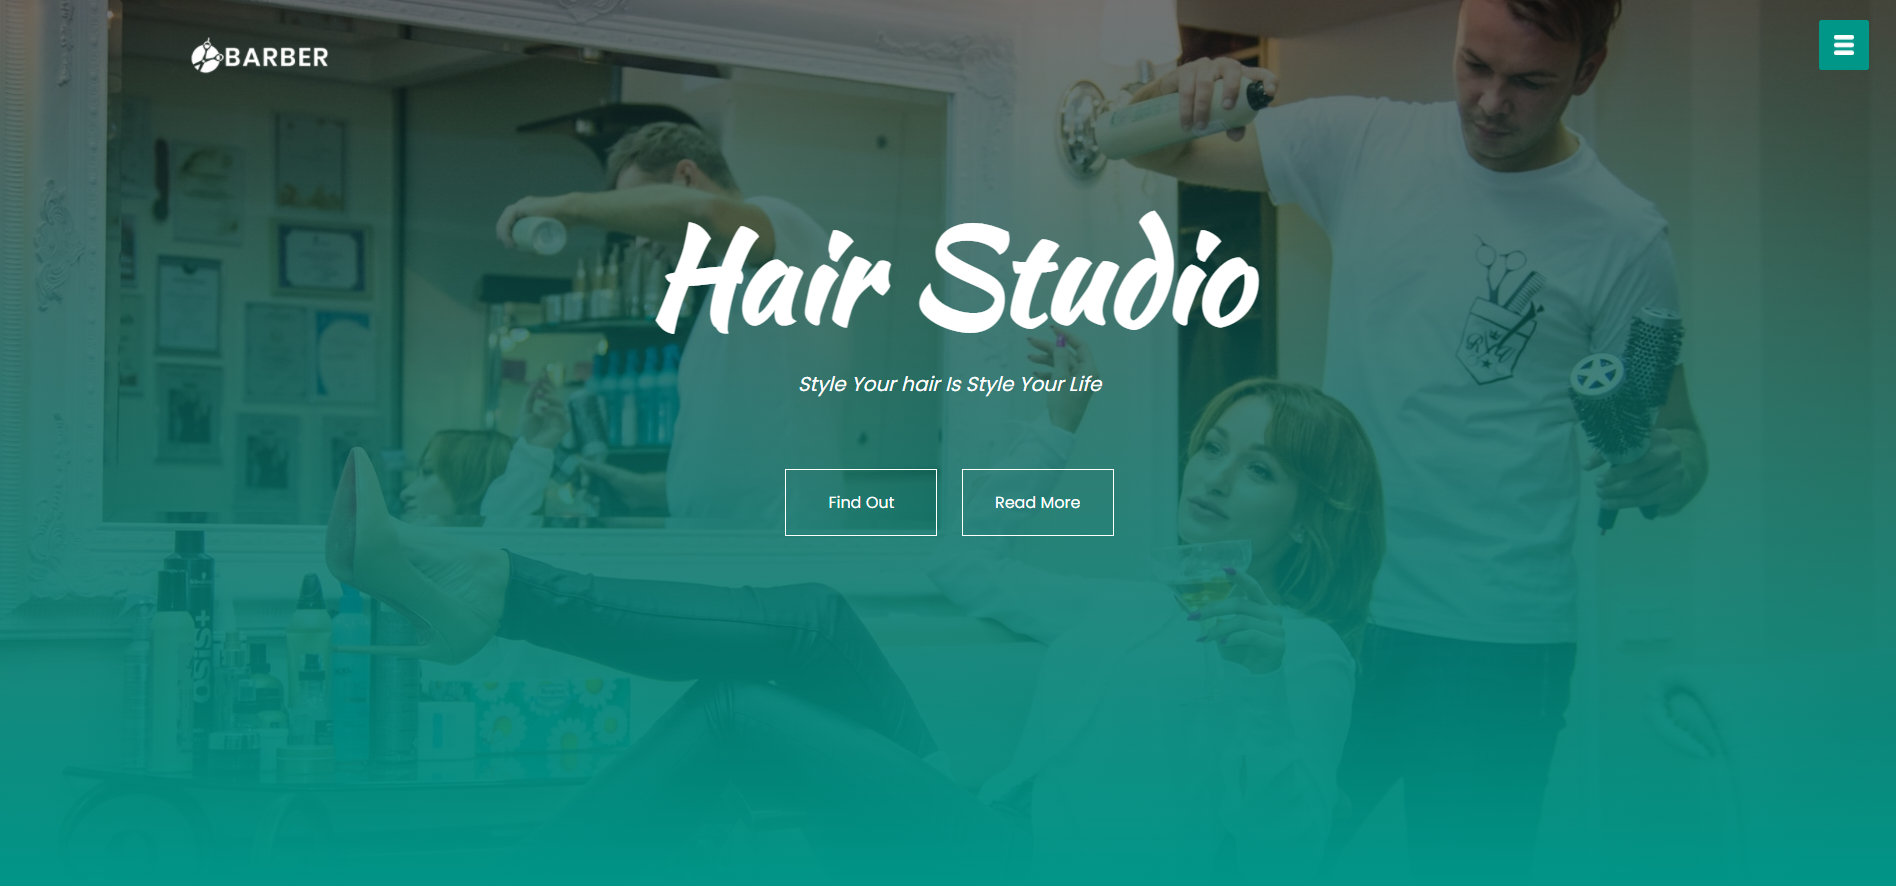 BARBER
Hair Studio
Style Your hair Is Style Your Life
Find Out
Read More
OSIS+